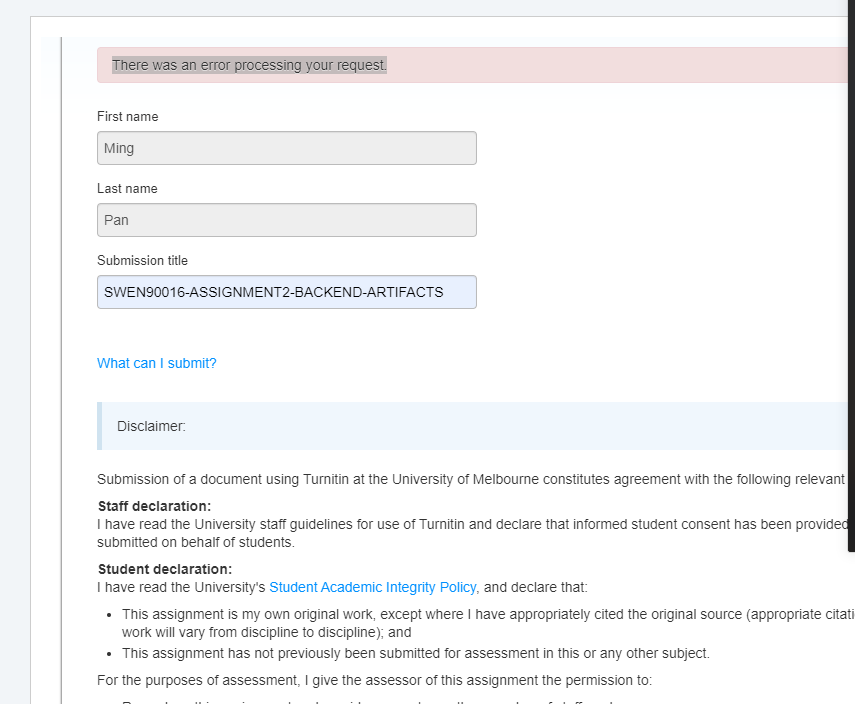 There was an error processing your request.
First name
Ming
Last name
Pan
Submission title
SWEN90016-ASSIGNMENT2-BACKEND-ARTIFACTS
What can I submit?
Disclaimer:
Submission of a document using Turnitin at the University of Melbourne constitutes agreement with the following relevant
Staff declaration:
I have read the University staff guidelines for use of Turnitin and declare that informed student consent has been provided
submitted on behalf of students.
Student declaration:
I have read the University's Student Academic Integrity Policy, and declare that:
• This assignment is my own original work, except where I have appropriately cited the original source (appropriate citati
work will vary from discipline to discipline); and
• This assignment has not previously been submitted for assessment in this or any other subject.
For the purposes of assessment, I give the assessor of this assignment the permission to: